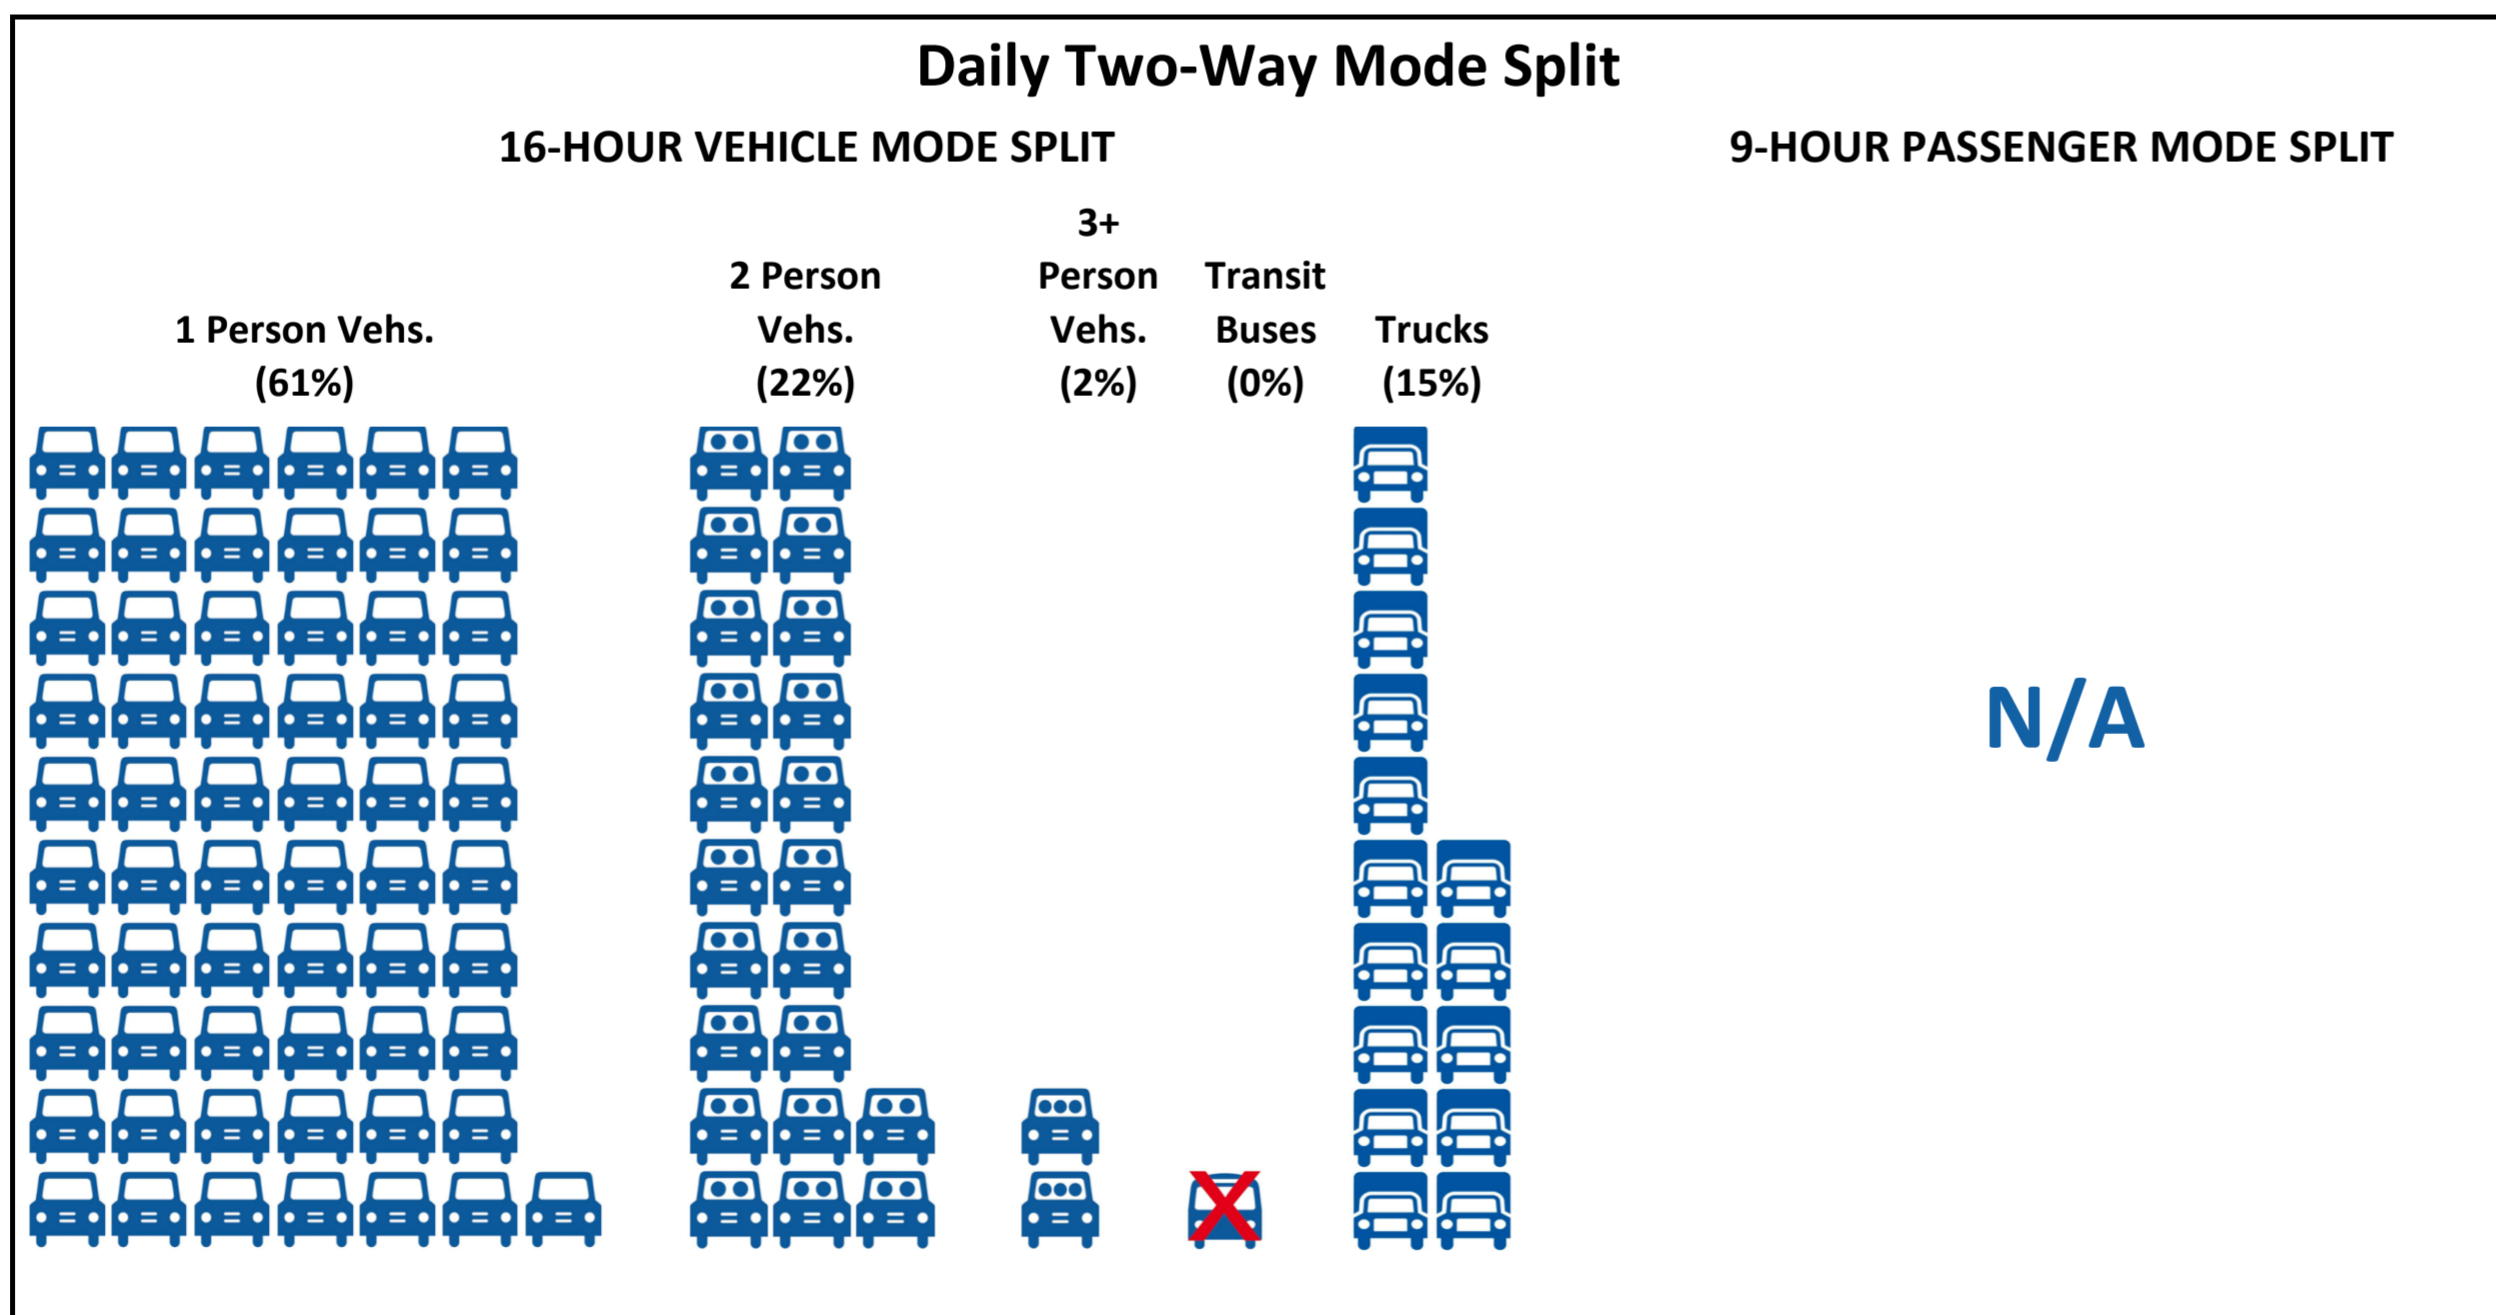 Daily Two-Way Mode Split
16-HOUR VEHICLE MODE SPLIT
9-HOUR PASSENGER MODE SPLIT
1 Person Vehs.
(61%)
2 Person
Vehs.
(22%)
3+
Person
Vehs.
(2%)
Transit
Buses
(0%)
Trucks
(15%)
N/A